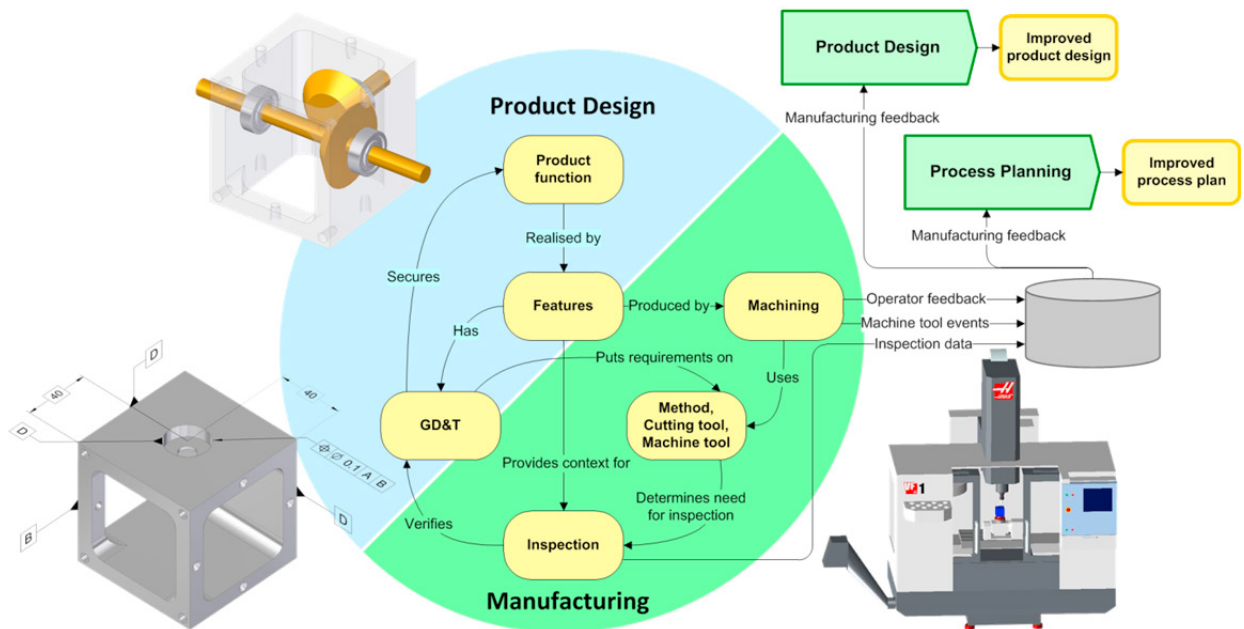 Product Design
Improved
product design
Manufacturing feedback
Process Planning
Improved
process plan
Manufacturing feedback
Product Design
Product
function
Realised by
Secures
Features
Produced by
Machining
Operator feedback
Machine tool events
Inspection data
Has
Puts requirements on
Uses
GD&T
Method,
Cutting tool,
Machine tool
Provides context for
Determines need
for inspection
Verifies
Inspection
Manufacturing
D
40
40
D
⌖ ∅ 0.1 A B
D
B
1